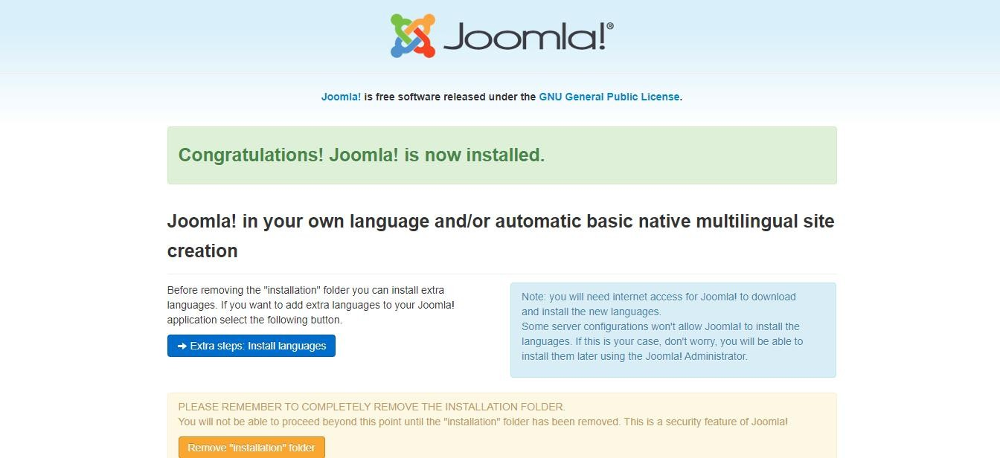 Joomla!®
Joomla! is free software released under the GNU General Public License.
Congratulations! Joomla! is now installed.
Joomla! in your own language and/or automatic basic native multilingual site
creation
Before removing the "installation" folder you can install extra
languages. If you want to add extra languages to your Joomla!
application select the following button.
Extra steps: Install languages
Note: you will need internet access for Joomla! to download
and install the new languages.
Some server configurations won't allow Joomla! to install the
languages. If this is your case, don't worry, you will be able to
install them later using the Joomla! Administrator.
PLEASE REMEMBER TO COMPLETELY REMOVE THE INSTALLATION FOLDER.
You will not be able to proceed beyond this point until the "installation" folder has been removed. This is a security feature of Joomla!
Remove "installation" folder